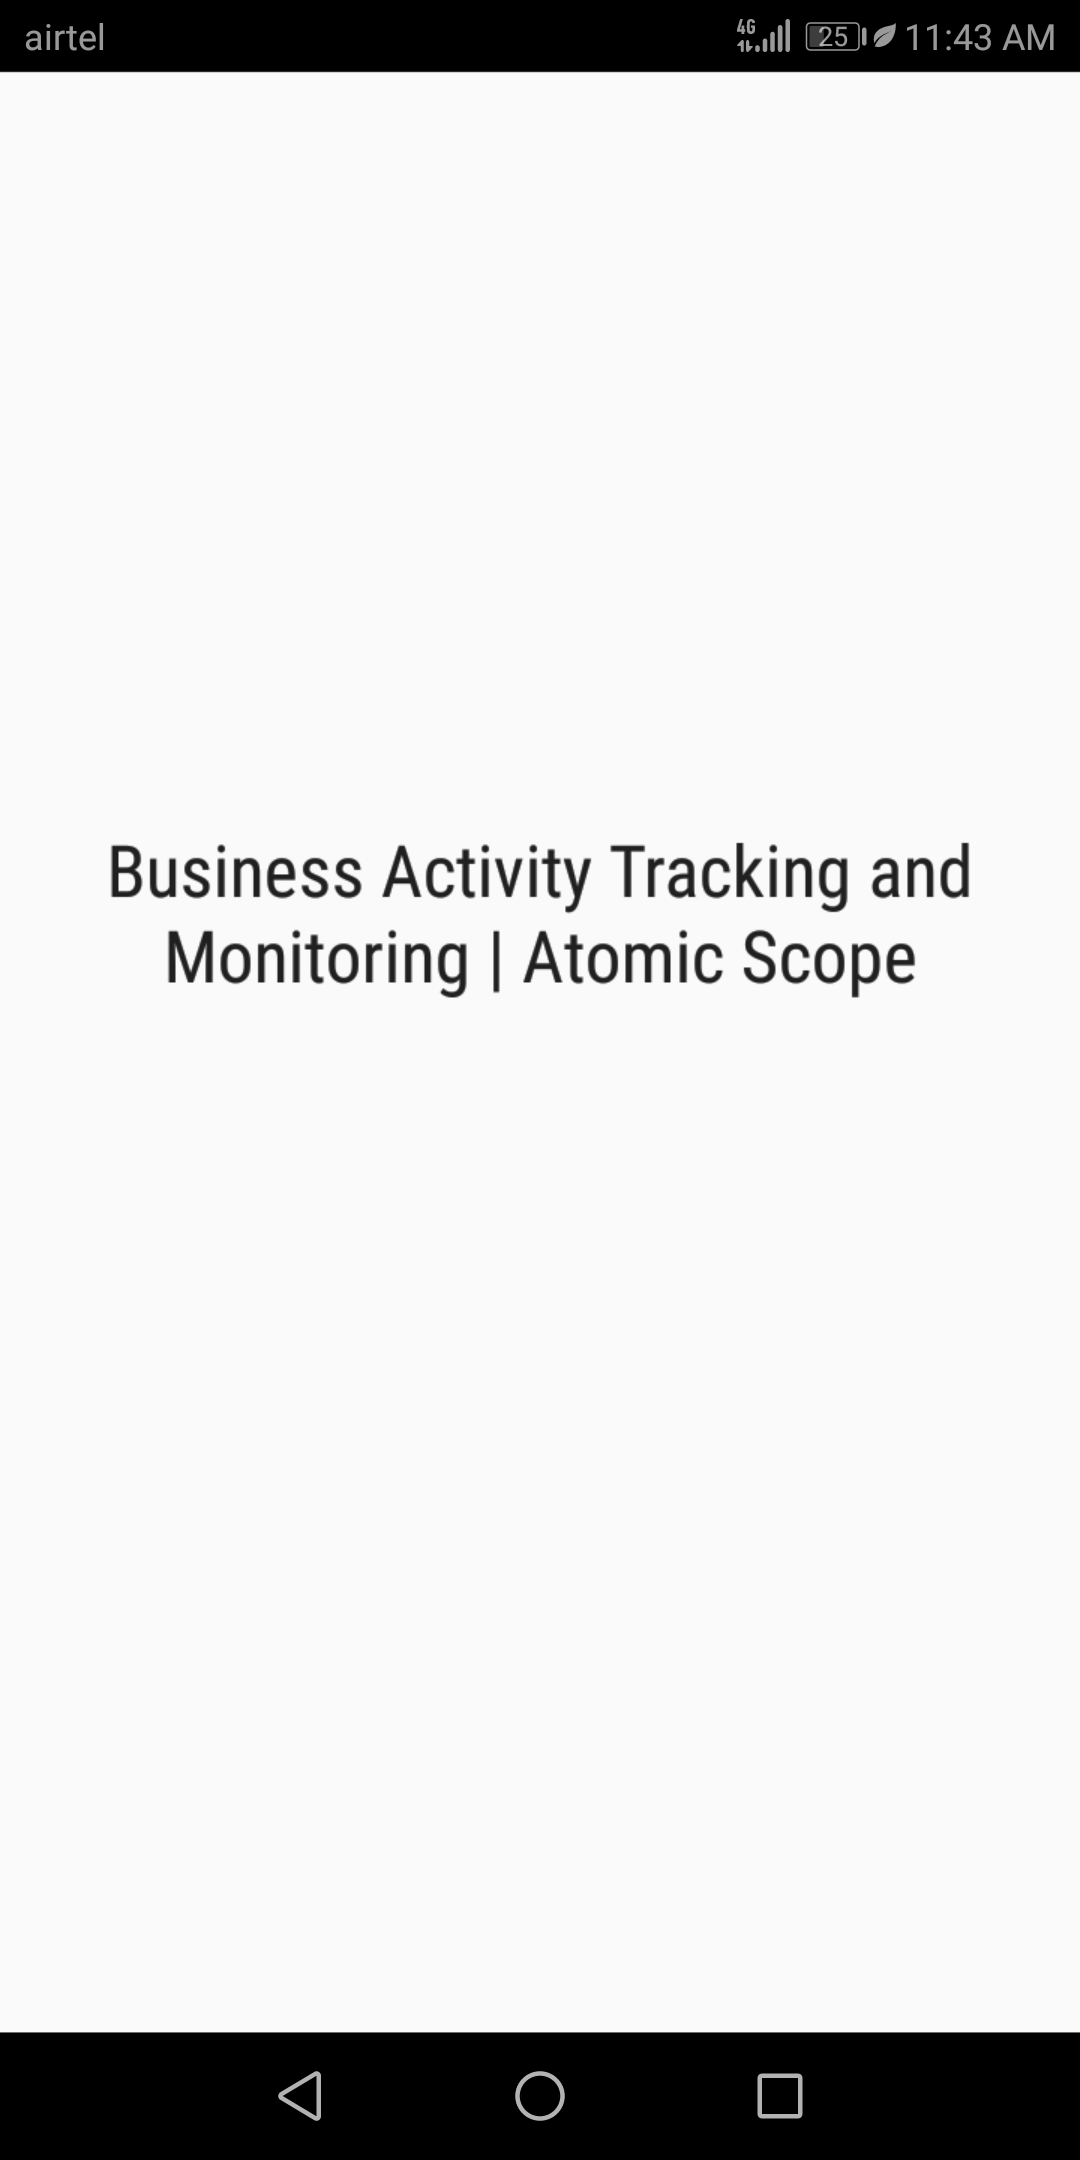 airtel 4G 25 11:43 AM
Business Activity Tracking and
Monitoring | Atomic Scope